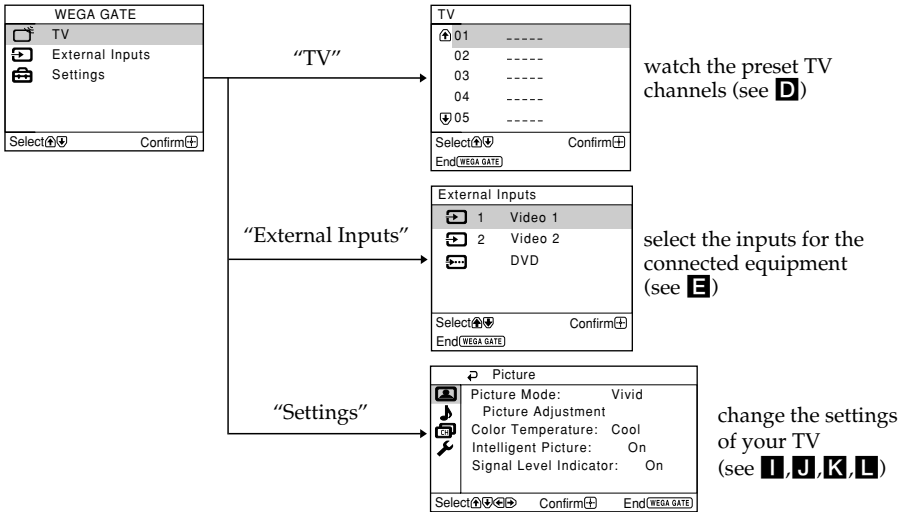 WEGA GATE
TV
External Inputs
Settings
Select Confirm
"TV"
TV
01 -----
02 -----
03 -----
04 -----
05 -----
Select Confirm
End WEGA GATE
watch the preset TV
channels (see D)
"External Inputs"
External Inputs
1 Video 1
2 Video 2
DVD
Select Confirm
End WEGA GATE
select the inputs for the
connected equipment
(see E)
"Settings"
Picture
Picture Mode: Vivid
Picture Adjustment
CH
Color Temperature: Cool
Intelligent Picture: On
Signal Level Indicator: On
Select Confirm End WEGA GATE
change the settings
of your TV
(see I, J, K, L)